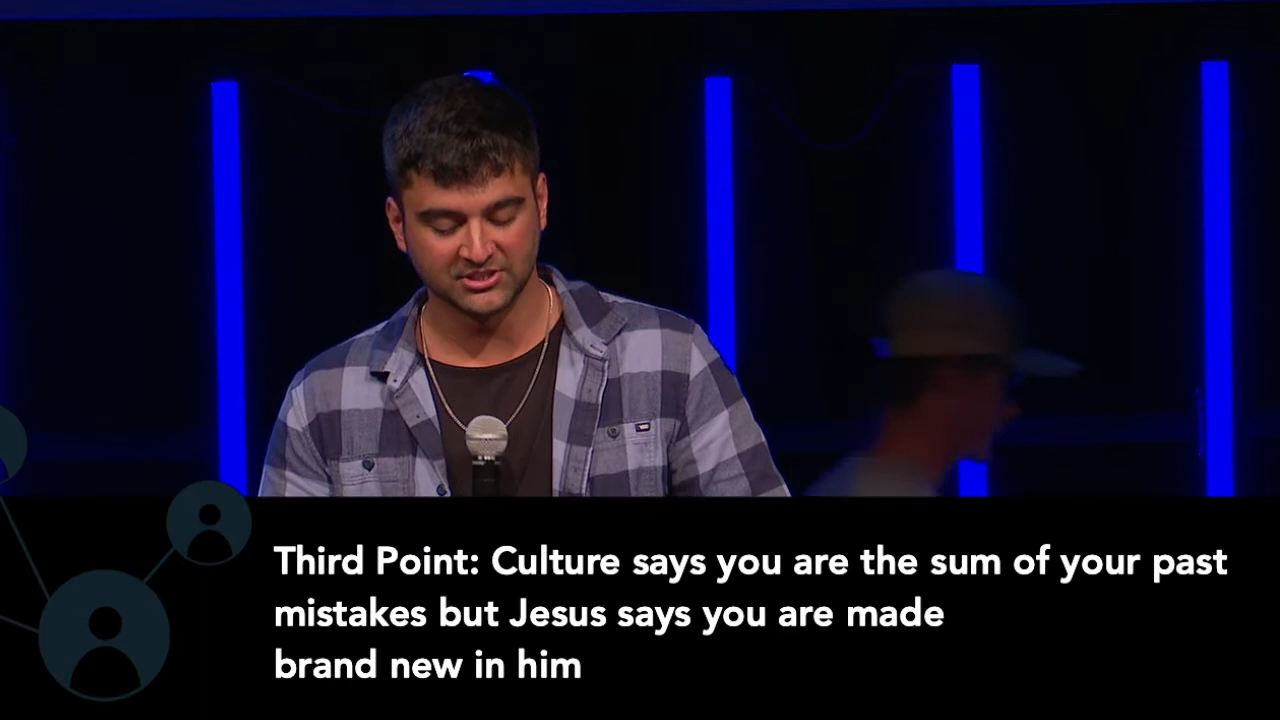 Third Point: Culture says you are the sum of your past
mistakes but Jesus says you are made
brand new in him